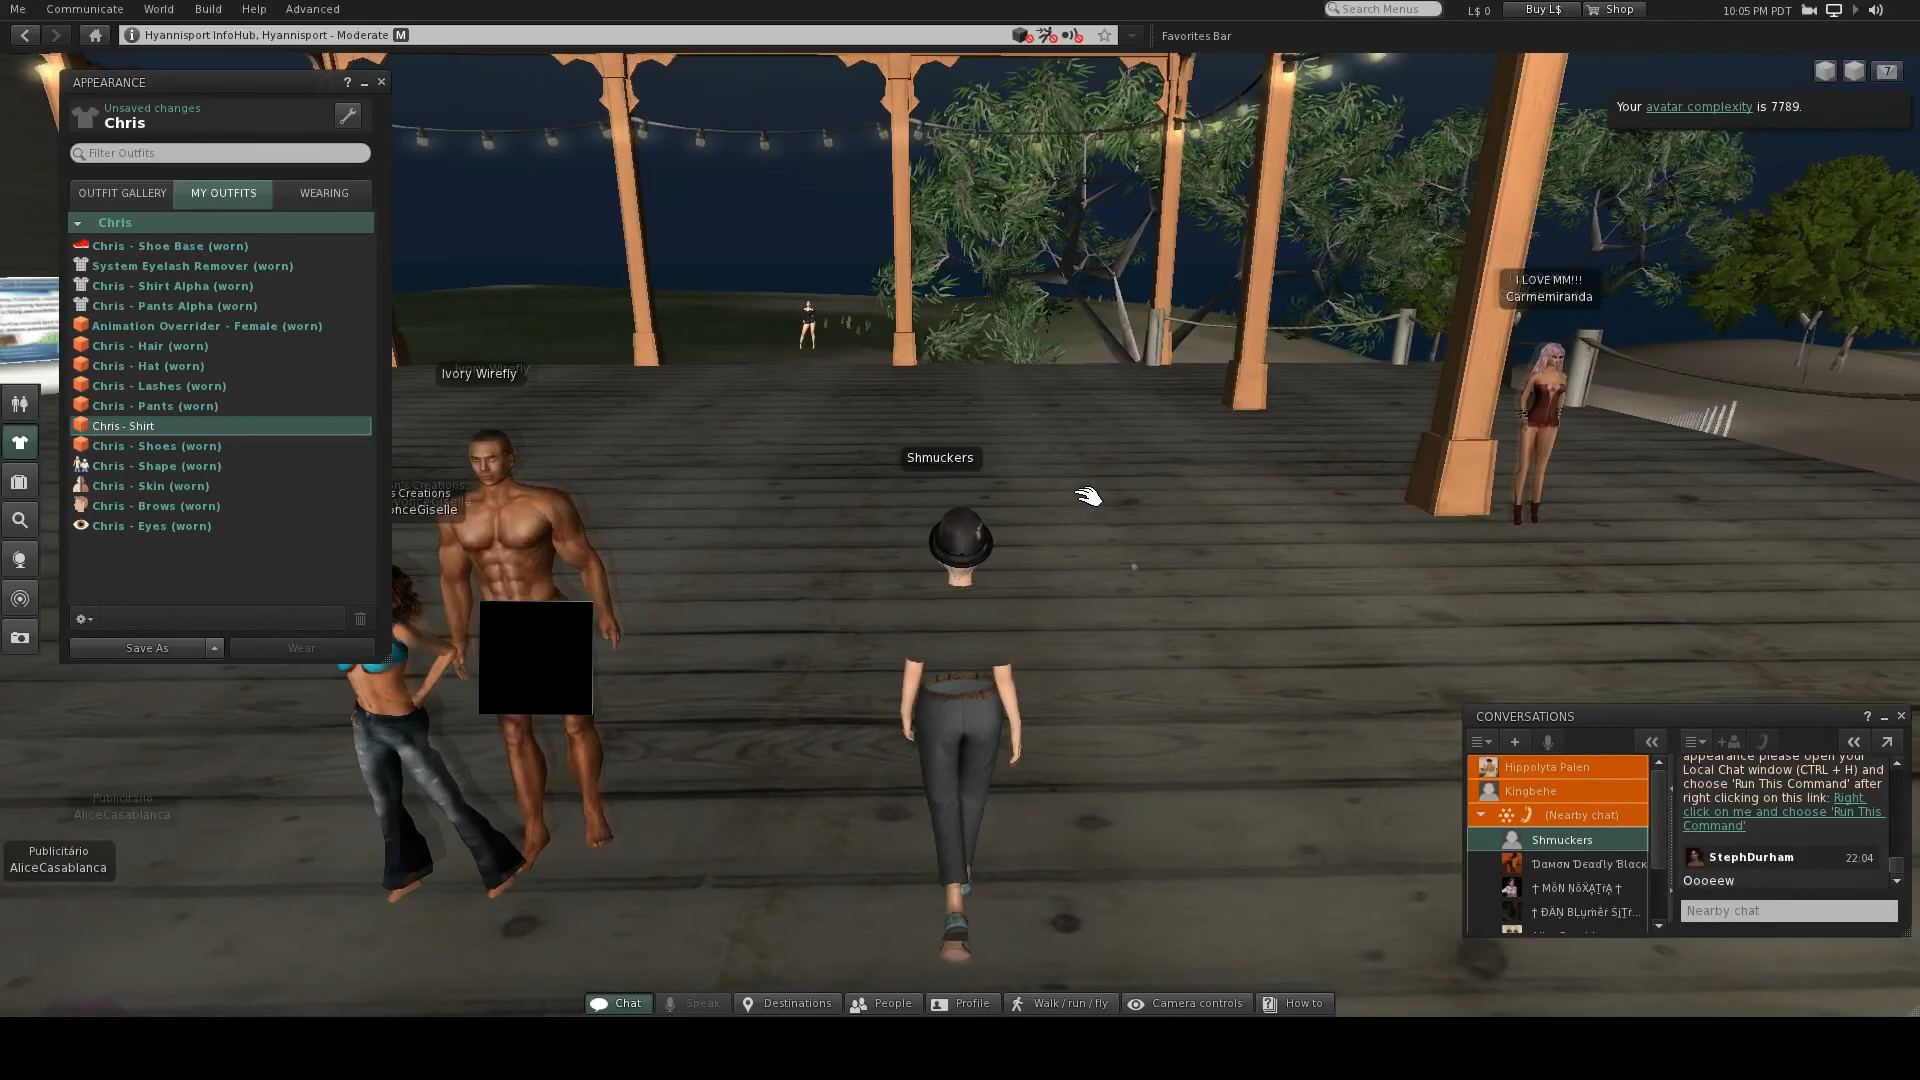 Me Communicate World Build Help Advanced
Search Menus L$ 0 Buy L$ Shop 10:05 PM PDT
Hyannisport InfoHub, Hyannisport - Moderate M Favorites Bar
7
Your avatar complexity is 7789.
APPEARANCE ?
Unsaved changes
Chris
Filter Outfits
OUTFIT GALLERY MY OUTFITS WEARING
Chris
Chris - Shoe Base (worn)
System Eyelash Remover (worn)
Chris - Shirt Alpha (worn)
Chris - Pants Alpha (worn)
Animation Overrider - Female (worn)
Chris - Hair (worn)
Chris - Hat (worn)
Chris - Lashes (worn)
Chris - Pants (worn)
Chris - Shirt
Chris - Shoes (worn)
Chris - Shape (worn)
Chris - Skin (worn)
Chris - Brows (worn)
Chris - Eyes (worn)
Save As Wear
I LOVE MM!!!
Carmemiranda
Ivory Wirefly
Shmuckers
s Creations
onceGiselle
Publicitário
AliceCasablanca
Publicitário
AliceCasablanca
CONVERSATIONS ?
Hippolyta Palen
Kingbehe
(Nearby chat)
Shmuckers
appearance please open your
Local Chat window (CTRL + H) and
choose 'Run This Command' after
right clicking on this link: Right
click on me and choose 'Run This
Command'
StephDurham 22:04
Oooeew
Nearby chat
Chat Speak Destinations People Profile Walk / run / fly Camera controls How to